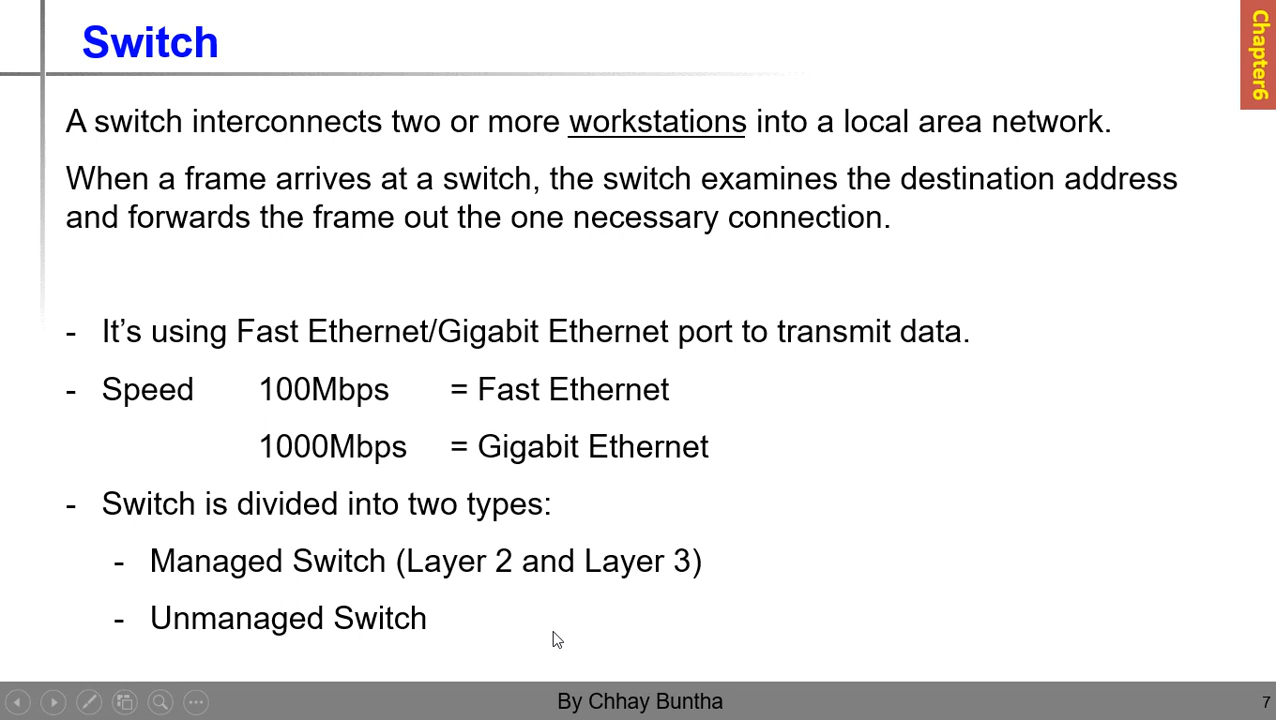 Switch
Chapter6
A switch interconnects two or more workstations into a local area network.
When a frame arrives at a switch, the switch examines the destination address
and forwards the frame out the one necessary connection.
- It’s using Fast Ethernet/Gigabit Ethernet port to transmit data.
- Speed 100Mbps = Fast Ethernet
1000Mbps = Gigabit Ethernet
- Switch is divided into two types:
- Managed Switch (Layer 2 and Layer 3)
- Unmanaged Switch
By Chhay Buntha
7